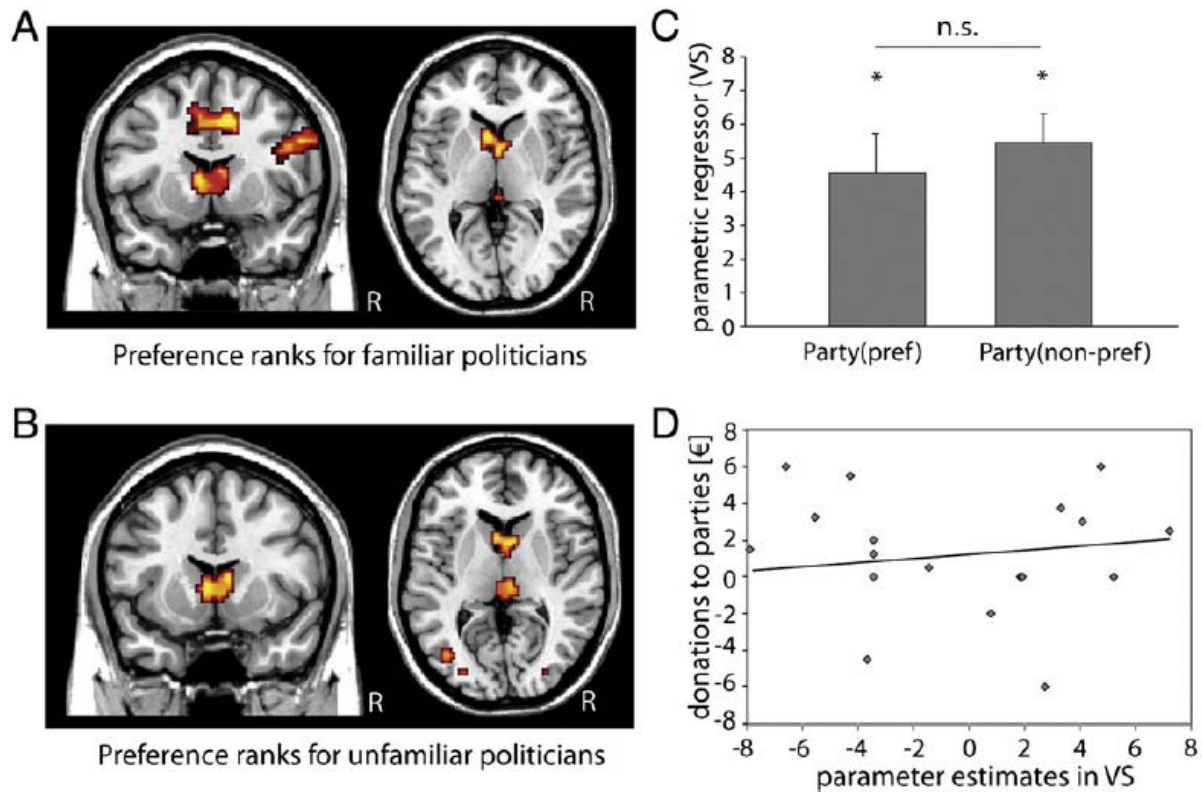 A
R
R
Preference ranks for familiar politicians
B
R
R
Preference ranks for unfamiliar politicians
C
n.s.
parametric regressor (VS)
8
*
*
7
6
5
4
3
2
1
0
Party(pref)
Party(non-pref)
D
donations to parties [€]
8
6
4
2
0
-2
-4
-6
-8
-8 -6 -4 -2 0 2 4 6 8
parameter estimates in VS